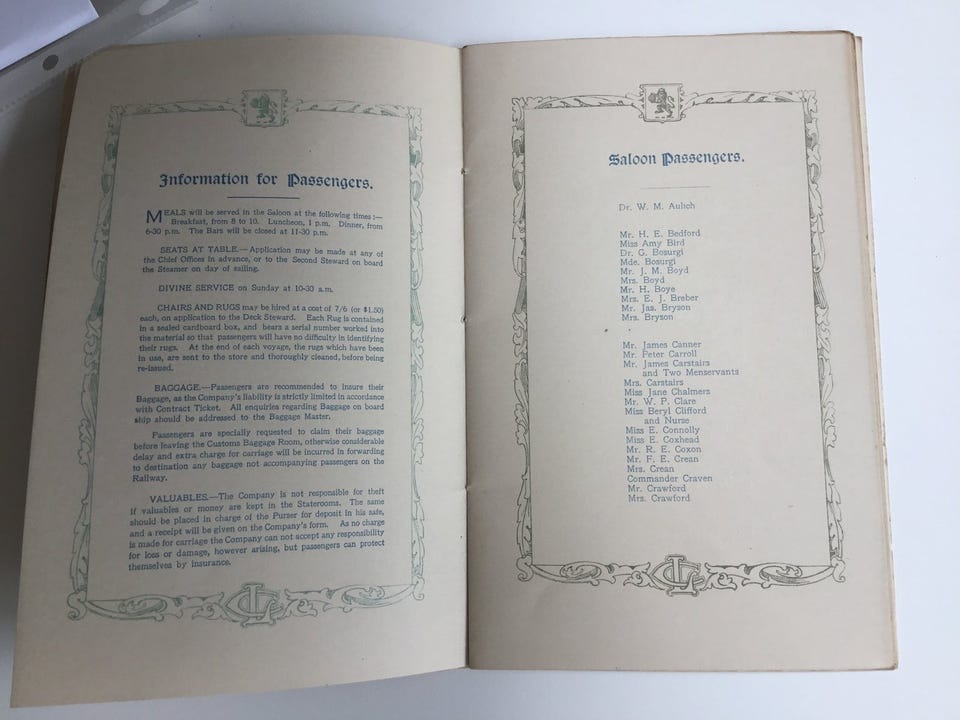 Information for Passengers.
MEALS will be served in the Saloon at the following times:—
Breakfast, from 8 to 10. Luncheon, 1 p.m. Dinner, from
6-30 p.m. The Bars will be closed at 11-30 p.m.
SEATS AT TABLE.—Application may be made at any of
the Chief Offices in advance, or to the Second Steward on board
the Steamer on day of sailing.
DIVINE SERVICE on Sunday at 10-30 a.m.
CHAIRS AND RUGS may be hired at a cost of 7/6 (or $1.50)
each, on application to the Deck Steward. Each Rug is contained
in a sealed cardboard box, and bears a serial number worked into
the material so that passengers will have no difficulty in identifying
their rugs. At the end of each voyage, the rugs which have been
in use, are sent to the store and thoroughly cleaned, before being
re-issued.
BAGGAGE.—Passengers are recommended to insure their
Baggage, as the Company's liability is strictly limited in accordance
with Contract Ticket. All enquiries regarding Baggage on board
ship should be addressed to the Baggage Master.
Passengers are specially requested to claim their baggage
before leaving the Customs Baggage Room, otherwise considerable
delay and extra charge for carriage will be incurred in forwarding
to destination any baggage not accompanying passengers on the
Railway.
VALUABLES.—The Company is not responsible for theft
if valuables or money are kept in the Staterooms. The same
should be placed in charge of the Purser for deposit in his safe,
and a receipt will be given on the Company's form. As no charge
is made for carriage the Company can not accept any responsibility
for loss or damage, however arising, but passengers can protect
themselves by insurance.
Saloon Passengers.
Dr. W. M. Aulich
Mr. H. E. Bedford
Miss Amy Bird
Dr. G. Bosurgi
Mde. Bosurgi
Mr. J. M. Boyd
Mrs. Boyd
Mr. H. Boye
Mrs. E. J. Breber
Mr. Jas. Bryson
Mrs. Bryson
Mr. James Canner
Mr. Peter Carroll
Mr. James Carstairs
and Two Menservants
Mrs. Carstairs
Miss Jane Chalmers
Mr. W. P. Clare
Miss Beryl Clifford
and Nurse
Miss E. Connolly
Miss E. Coxhead
Mr. R. E. Coxon
Mr. F. E. Crean
Mrs. Crean
Commander Craven
Mr. Crawford
Mrs. Crawford